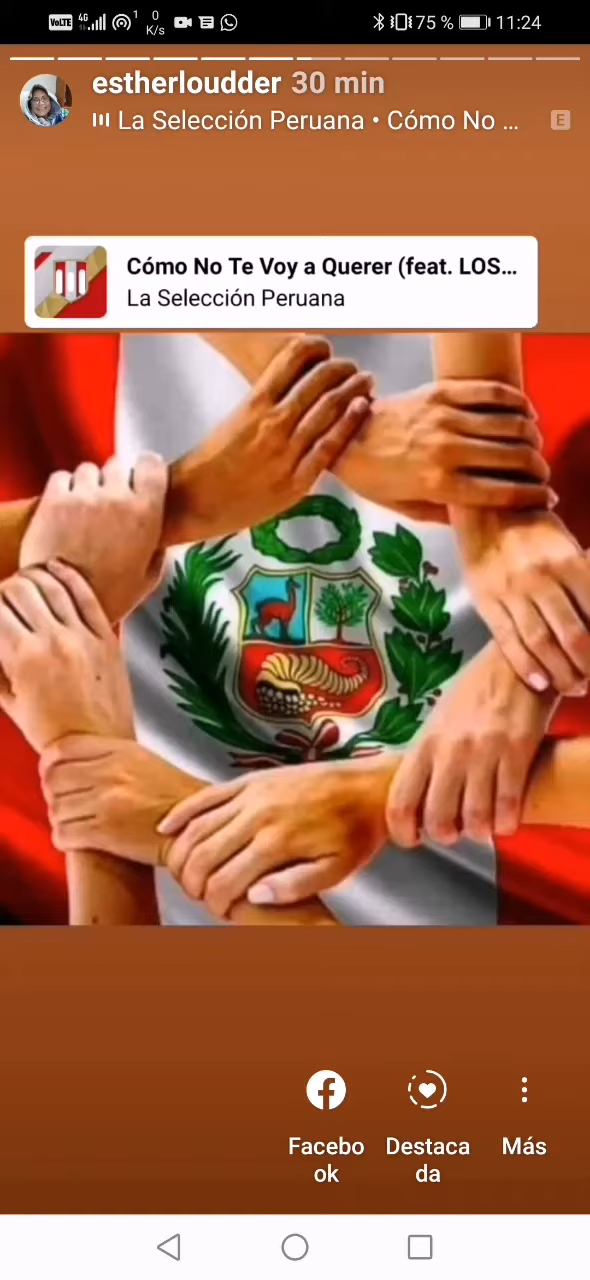 VoLTE 4G 1 0 K/s 75 % 11:24
estherloudder 30 min
La Selección Peruana • Cómo No ... E
Cómo No Te Voy a Querer (feat. LOS...
La Selección Peruana
Facebo
ok
Destaca
da
Más